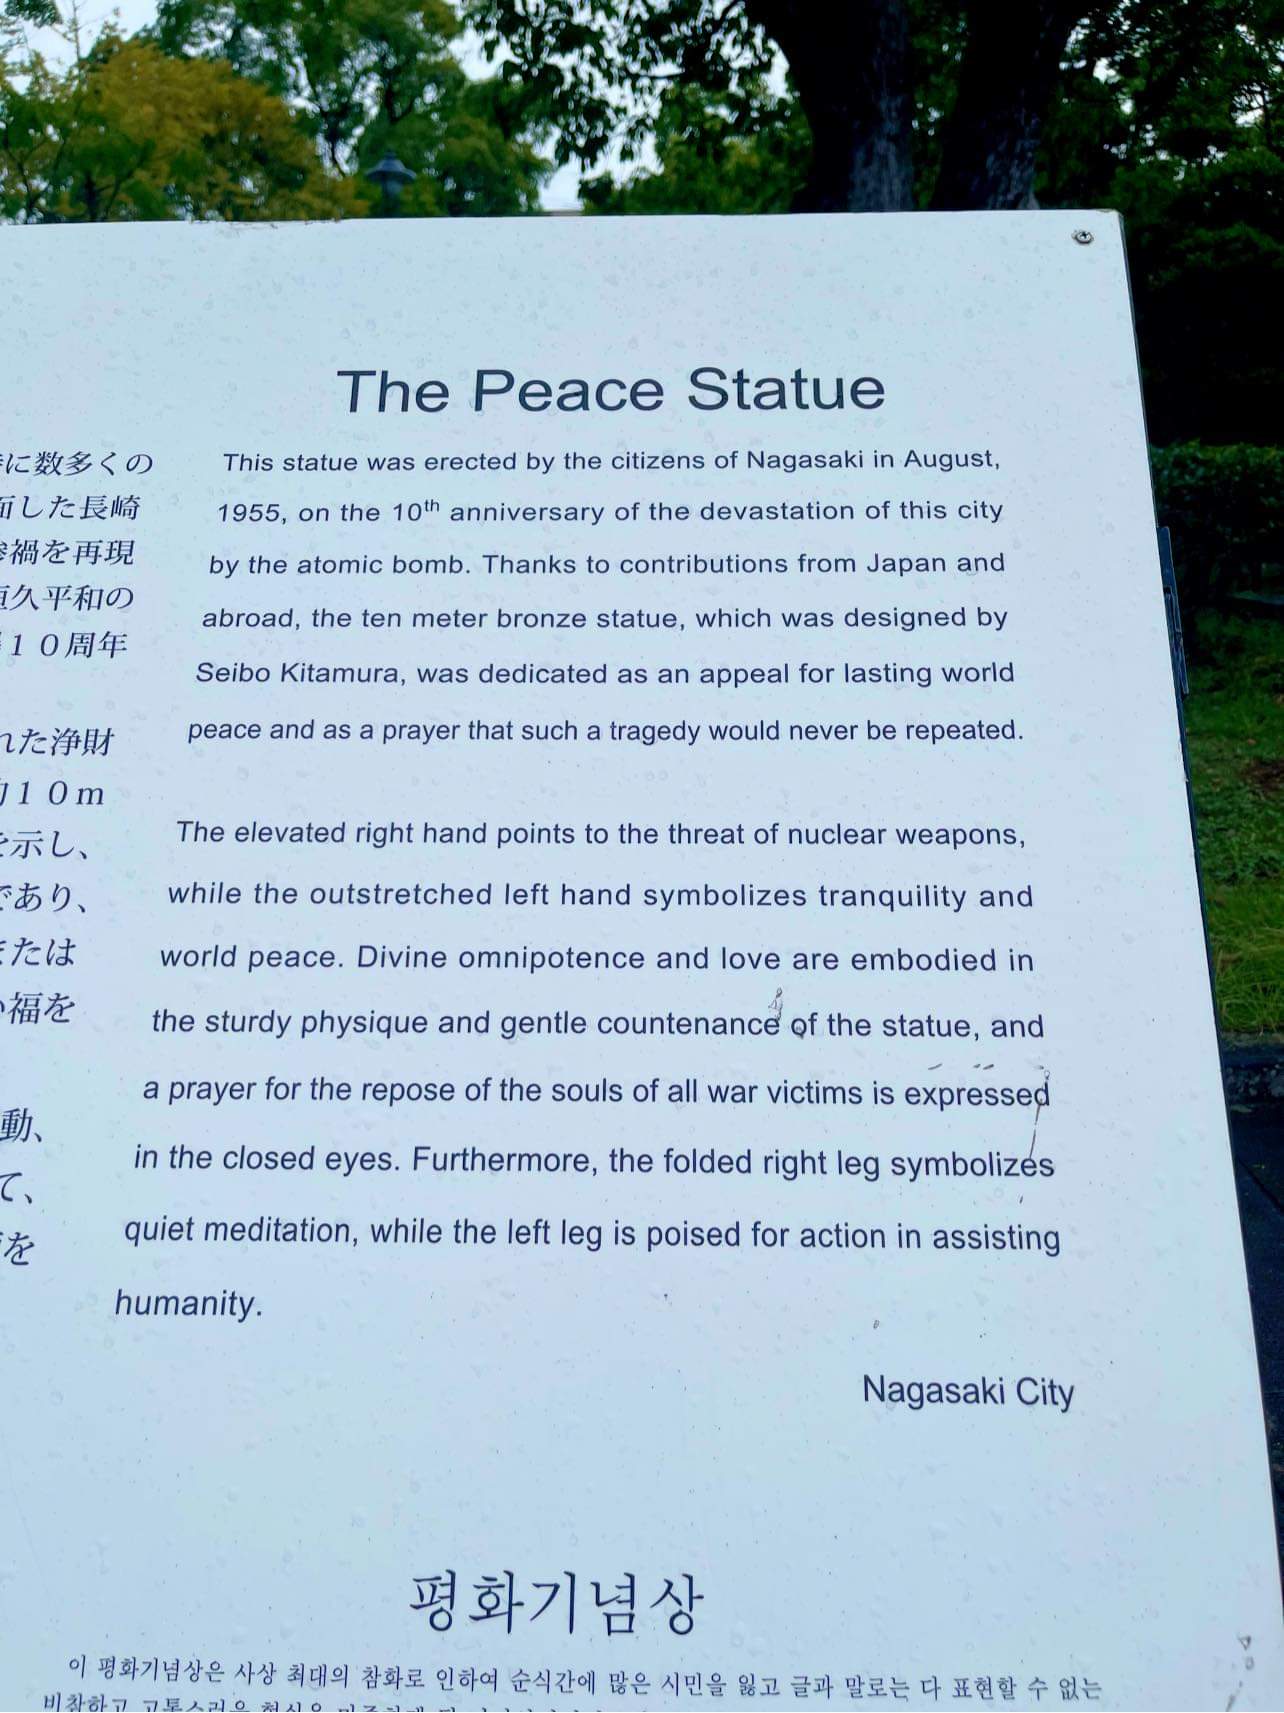 The Peace Statue
This statue was erected by the citizens of Nagasaki in August,
1955, on the 10th anniversary of the devastation of this city
by the atomic bomb. Thanks to contributions from Japan and
abroad, the ten meter bronze statue, which was designed by
Seibo Kitamura, was dedicated as an appeal for lasting world
peace and as a prayer that such a tragedy would never be repeated.
The elevated right hand points to the threat of nuclear weapons,
while the outstretched left hand symbolizes tranquility and
world peace. Divine omnipotence and love are embodied in
the sturdy physique and gentle countenance of the statue, and
a prayer for the repose of the souls of all war victims is expressed
in the closed eyes. Furthermore, the folded right leg symbolizes
quiet meditation, while the left leg is poised for action in assisting
humanity.
Nagasaki City
に数多くの
した長崎
禍を再現
久平和の
10周年
れた浄財
10m
を示し、
であり、
または
福を
動、
て、
を
평화기념상
이 평화기념상은 사상 최대의 참화로 인하여 순식간에 많은 시민을 잃고 글과 말로는 다 표현할 수 없는